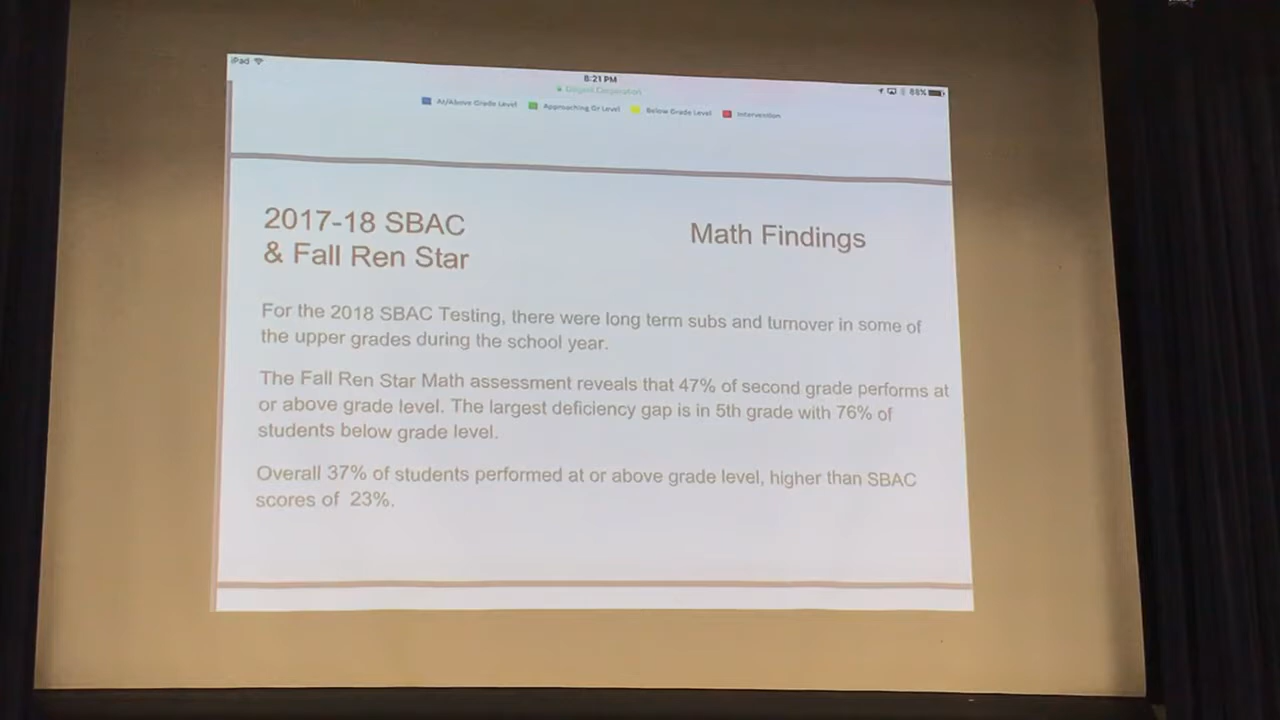 iPad
8:21 PM
88%
At/Above Grade Level Approaching Gr Level Below Grade Level Intervention
2017-18 SBAC
& Fall Ren Star
Math Findings
For the 2018 SBAC Testing, there were long term subs and turnover in some of
the upper grades during the school year.
The Fall Ren Star Math assessment reveals that 47% of second grade performs at
or above grade level. The largest deficiency gap is in 5th grade with 76% of
students below grade level.
Overall 37% of students performed at or above grade level, higher than SBAC
scores of 23%.